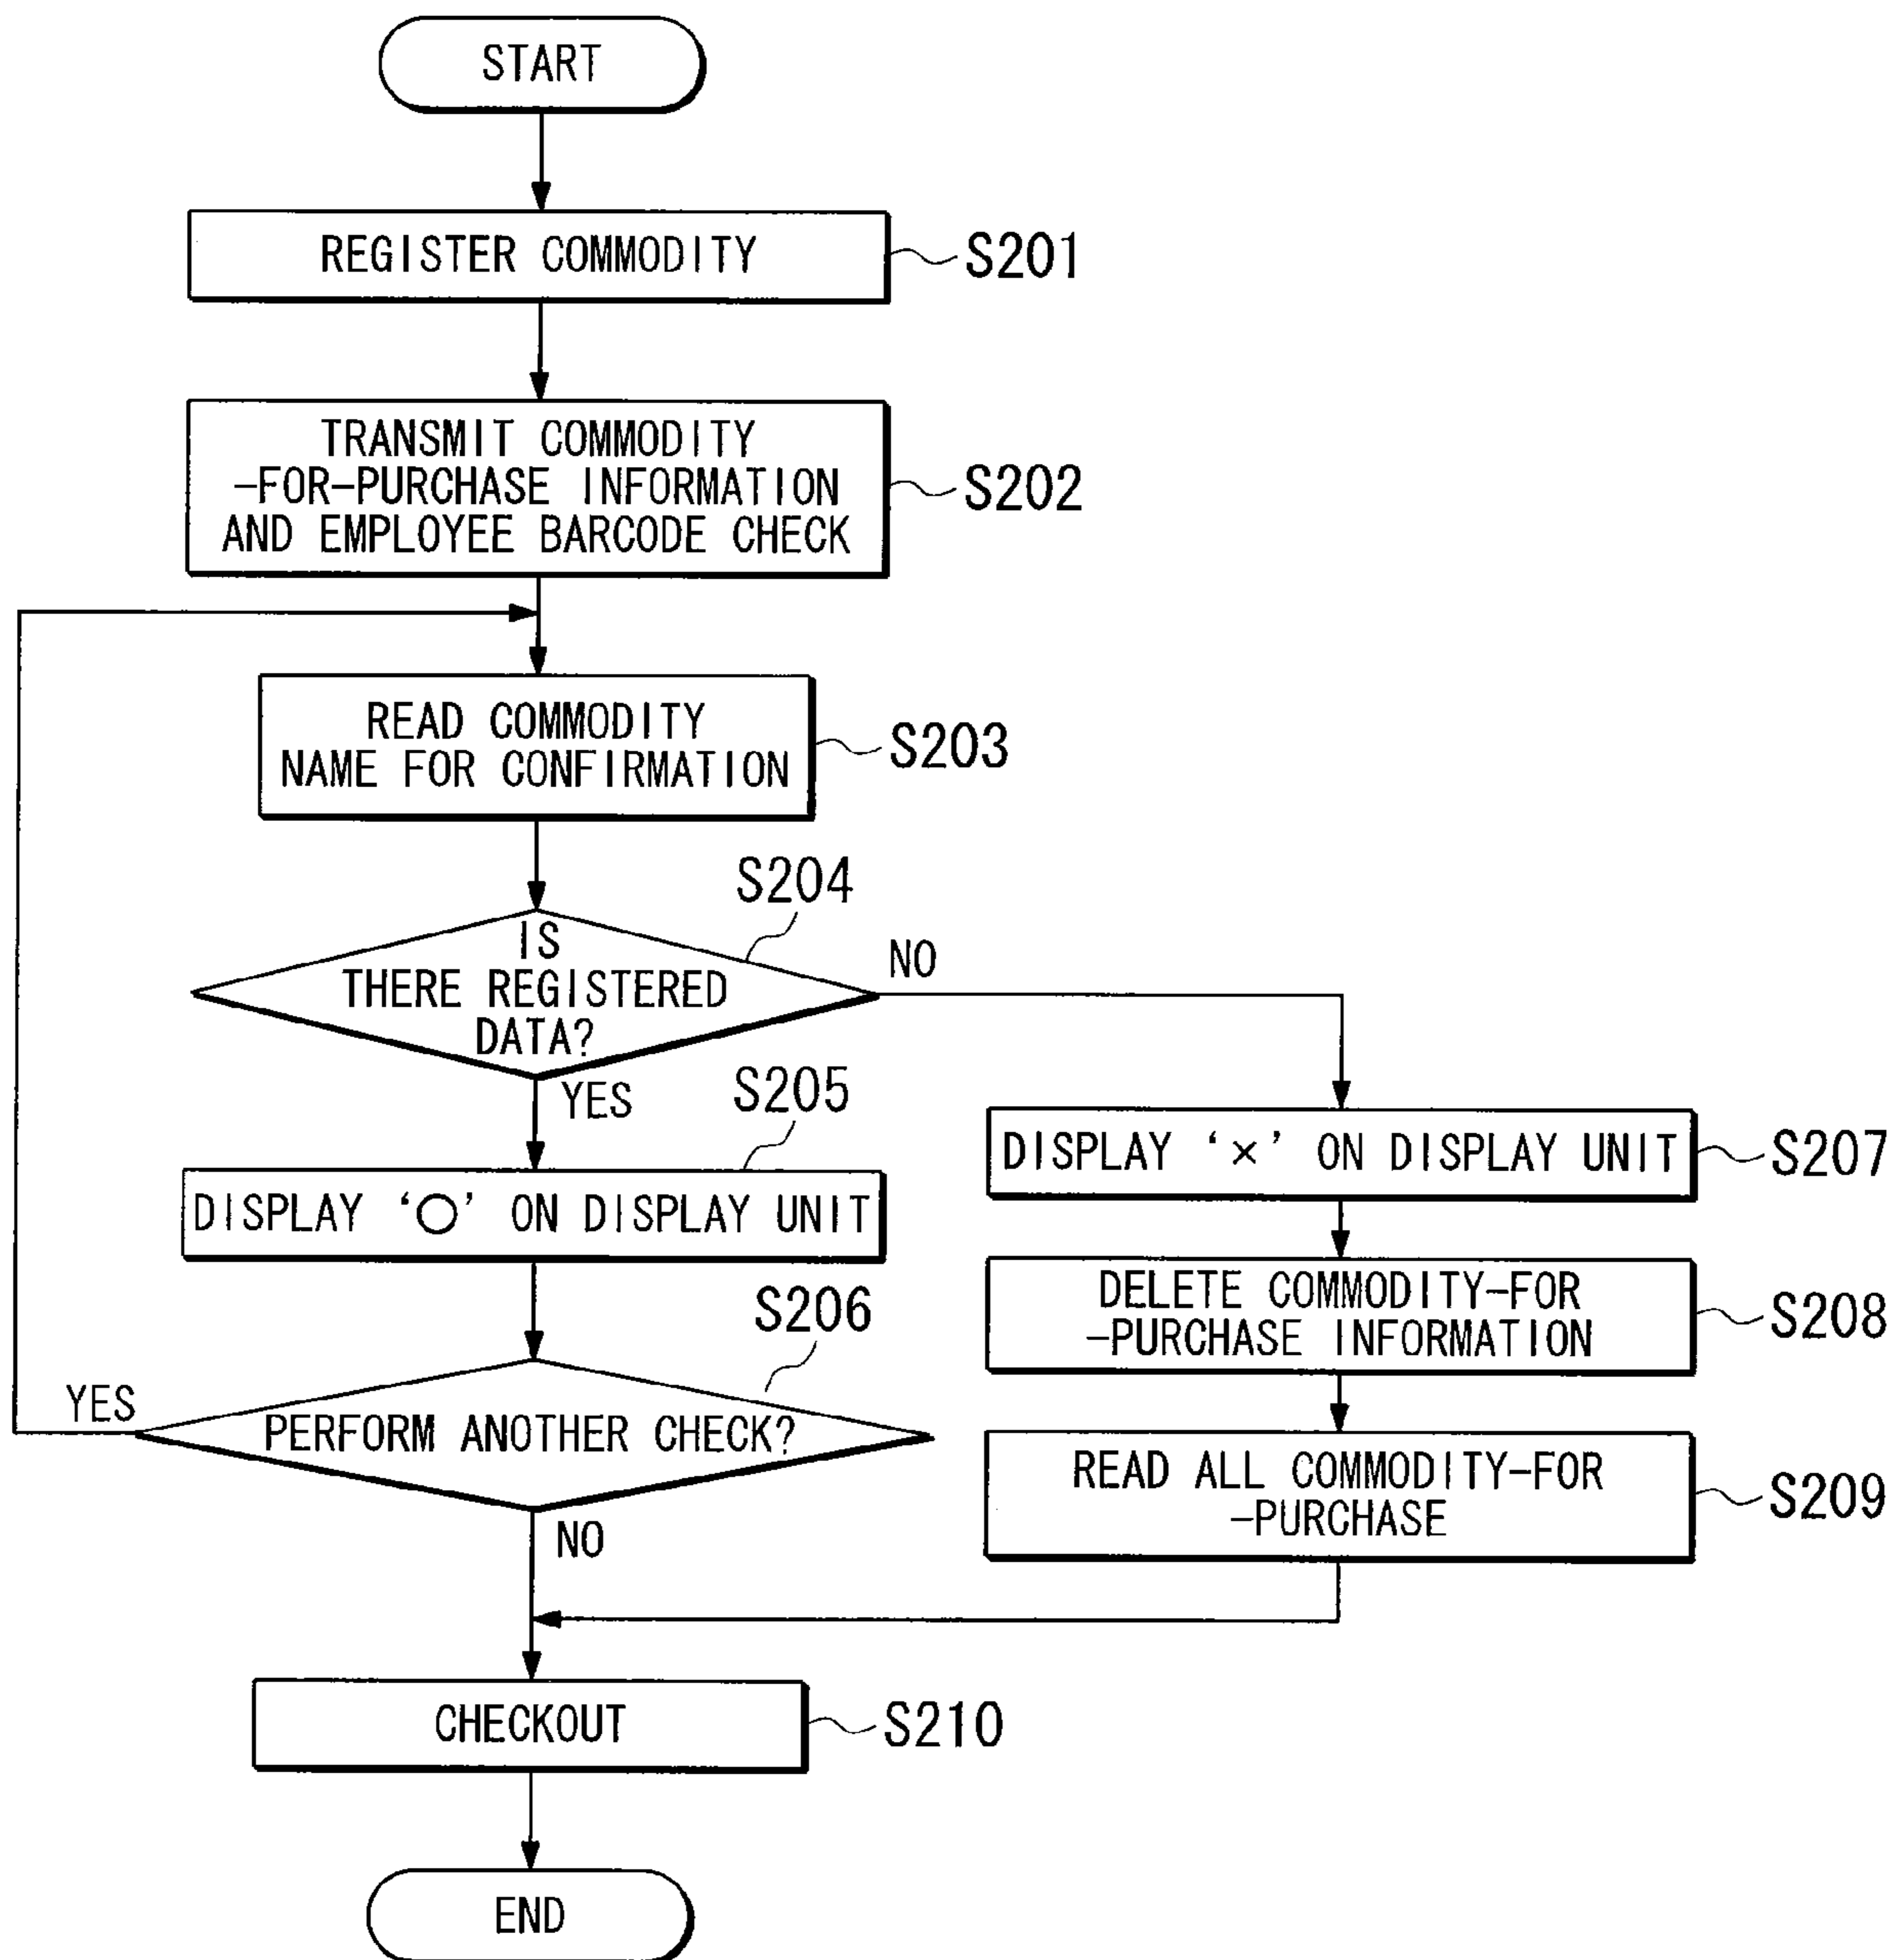 START
REGISTER COMMODITY
S201
TRANSMIT COMMODITY
-FOR-PURCHASE INFORMATION
AND EMPLOYEE BARCODE CHECK
S202
READ COMMODITY
NAME FOR CONFIRMATION
S203
S204
IS
THERE REGISTERED
DATA?
NO
YES
S205
DISPLAY ‘○’ ON DISPLAY UNIT
S206
PERFORM ANOTHER CHECK?
YES
NO
DISPLAY ‘×’ ON DISPLAY UNIT
S207
DELETE COMMODITY-FOR
-PURCHASE INFORMATION
S208
READ ALL COMMODITY-FOR
-PURCHASE
S209
CHECKOUT
S210
END